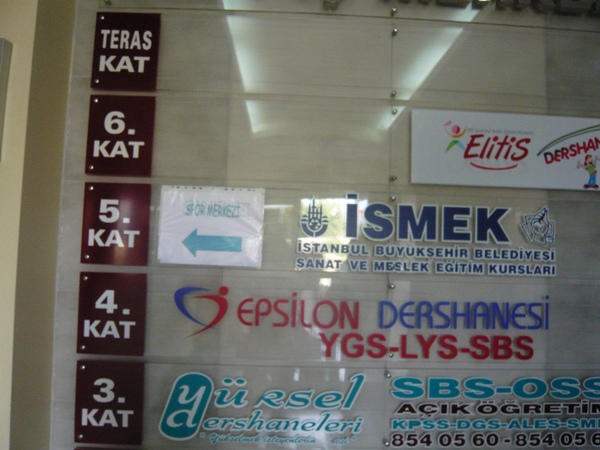 TERAS
KAT
6.
KAT
ELitiS
DERSHAN
5.
KAT
SPOR MERKEZİ
İSMEK
İSTANBUL BÜYÜKŞEHİR BELEDİYESİ
SANAT VE MESLEK EĞİTİM KURSLARI
4.
KAT
EPSİLON DERSHANESİ
YGS-LYS-SBS
3.
KAT
yüksel
dershaneleri
SBS-OSS
AÇIK ÖĞRETİM
KPSS-DGS-ALES-SM
854 05 60 - 854 05